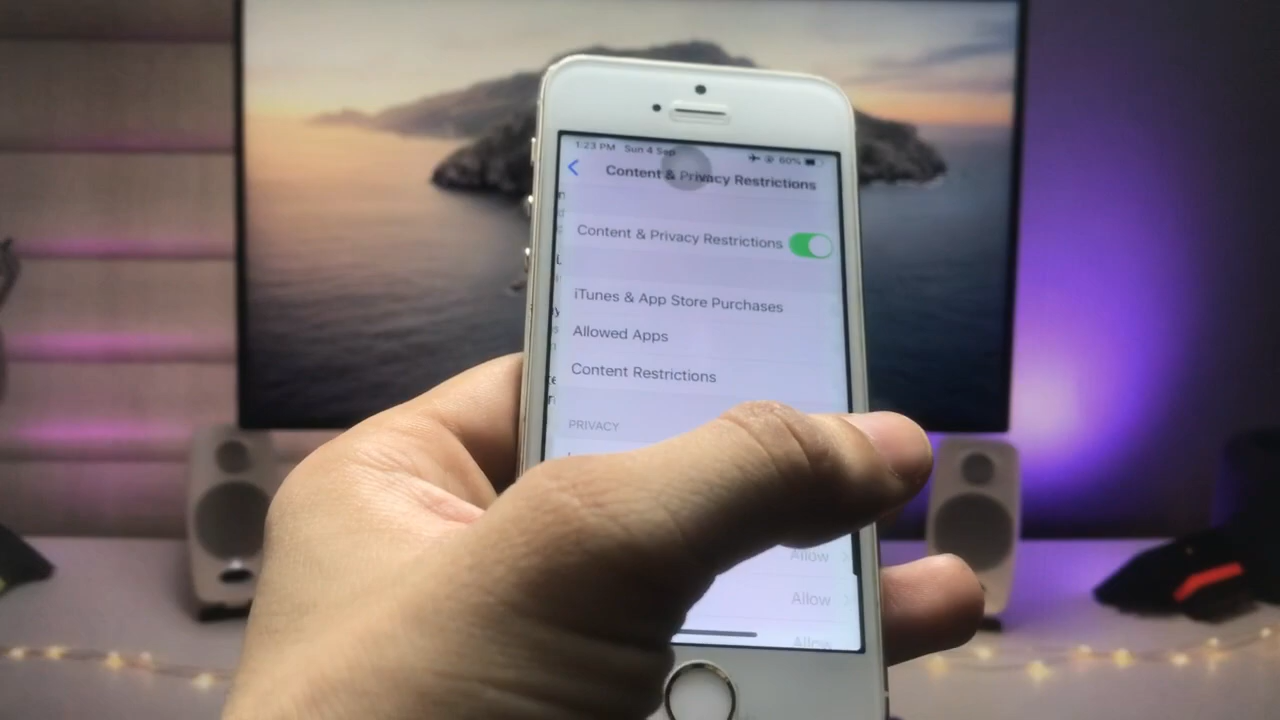 1:23 PM Sun 4 Sep 60%
Content & Privacy Restrictions
Content & Privacy Restrictions
iTunes & App Store Purchases
Allowed Apps
Content Restrictions
PRIVACY
Allow
Allow
Allow